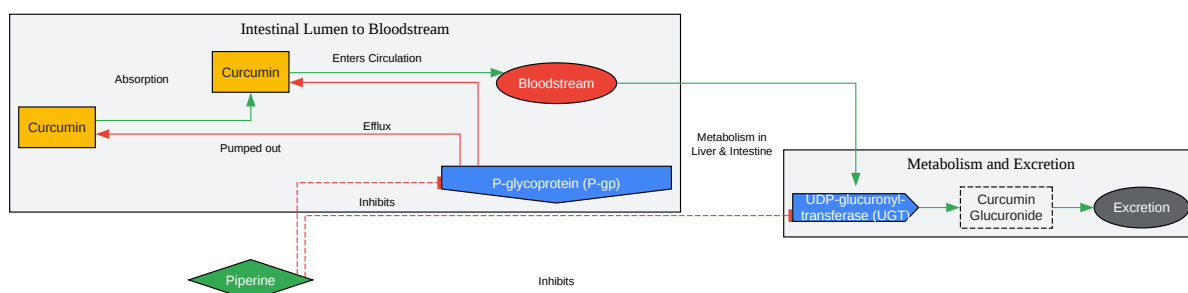 Intestinal Lumen to Bloodstream
Enters Circulation
Absorption
Curcumin
Bloodstream
Curcumin
Efflux
Pumped out
Metabolism in
Liver & Intestine
P-glycoprotein (P-gp)
Inhibits
Metabolism and Excretion
UDP-glucuronyl-
transferase (UGT)
Curcumin
Glucuronide
Excretion
Piperine
Inhibits